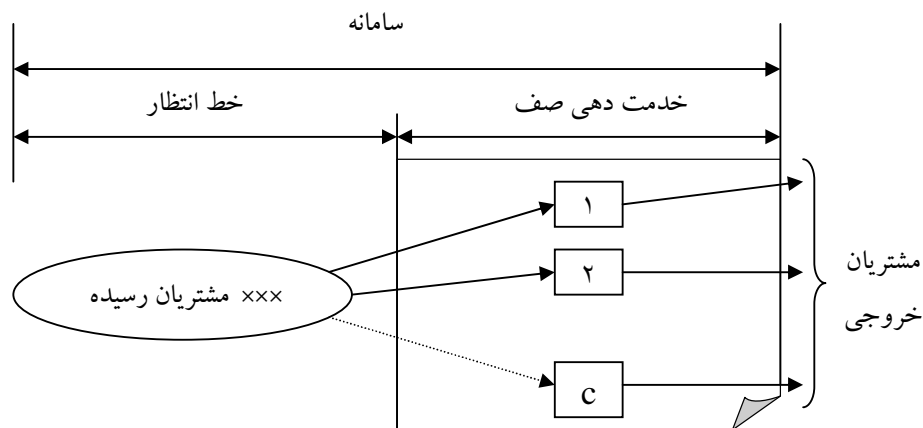 سامانه
خط انتظار
خدمت دهی صف
۱
۲
××× مشتریان رسیده
c
مشتریان
خروجی